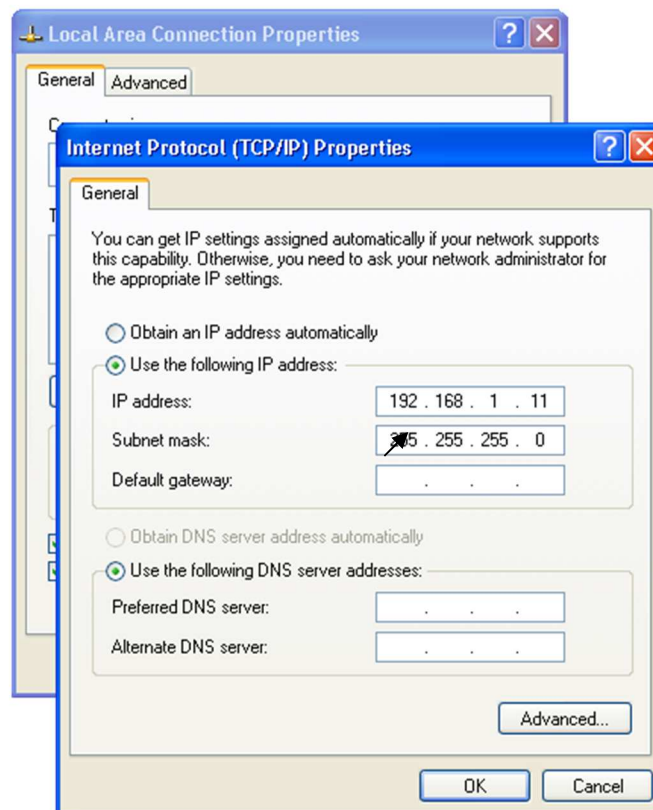 Local Area Connection Properties
General Advanced
Internet Protocol (TCP/IP) Properties
General
You can get IP settings assigned automatically if your network supports
this capability. Otherwise, you need to ask your network administrator for
the appropriate IP settings.
Obtain an IP address automatically
Use the following IP address:
IP address: 192 . 168 . 1 . 11
Subnet mask: 255 . 255 . 255 . 0
Default gateway: . . .
Obtain DNS server address automatically
Use the following DNS server addresses:
Preferred DNS server: . . .
Alternate DNS server: . . .
Advanced...
OK Cancel